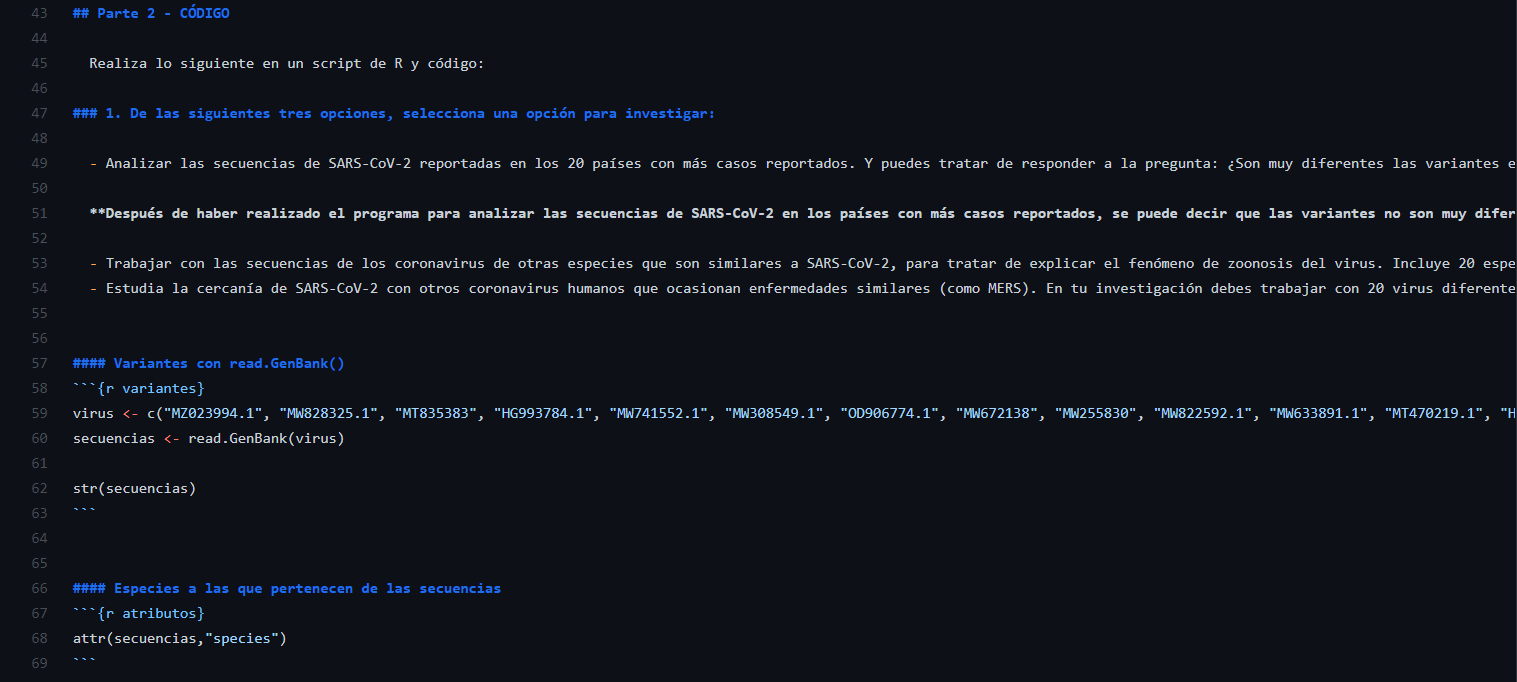 43 ## Parte 2 - CÓDIGO
44
45 Realiza lo siguiente en un script de R y código:
46
47 ### 1. De las siguientes tres opciones, selecciona una opción para investigar:
48
49 - Analizar las secuencias de SARS-CoV-2 reportadas en los 20 países con más casos reportados. Y puedes tratar de responder a la pregunta: ¿Son muy diferentes las variantes e
50
51 **Después de haber realizado el programa para analizar las secuencias de SARS-CoV-2 en los países con más casos reportados, se puede decir que las variantes no son muy difer
52
53 - Trabajar con las secuencias de los coronavirus de otras especies que son similares a SARS-CoV-2, para tratar de explicar el fenómeno de zoonosis del virus. Incluye 20 espe
54 - Estudia la cercanía de SARS-CoV-2 con otros coronavirus humanos que ocasionan enfermedades similares (como MERS). En tu investigación debes trabajar con 20 virus diferente
55
56
57 #### Variantes con read.GenBank()
58 ```{r variantes}
59 virus <- c("MZ023994.1", "MW828325.1", "MT835383", "HG993784.1", "MW741552.1", "MW308549.1", "OD906774.1", "MW672138", "MW255830", "MW822592.1", "MW633891.1", "MT470219.1", "H
60 secuencias <- read.GenBank(virus)
61
62 str(secuencias)
63 ```
64
65
66 #### Especies a las que pertenecen de las secuencias
67 ```{r atributos}
68 attr(secuencias,"species")
69 ```